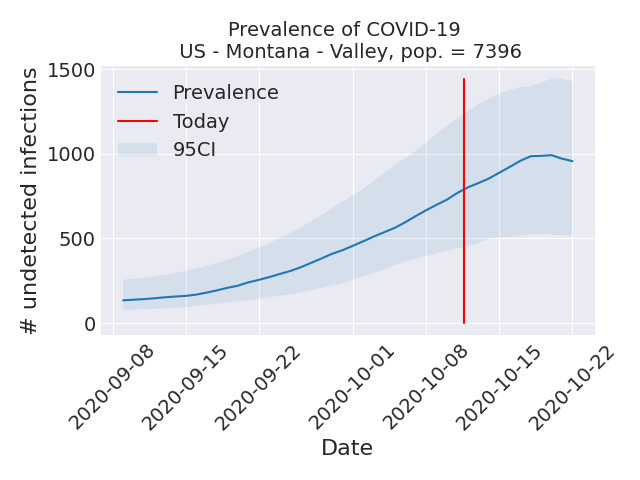 Prevalence of COVID-19
US - Montana - Valley, pop. = 7396
# undetected infections
1500
1000
500
0
Prevalence
Today
95CI
2020-09-08
2020-09-15
2020-09-22
2020-10-01
2020-10-08
2020-10-15
2020-10-22
Date